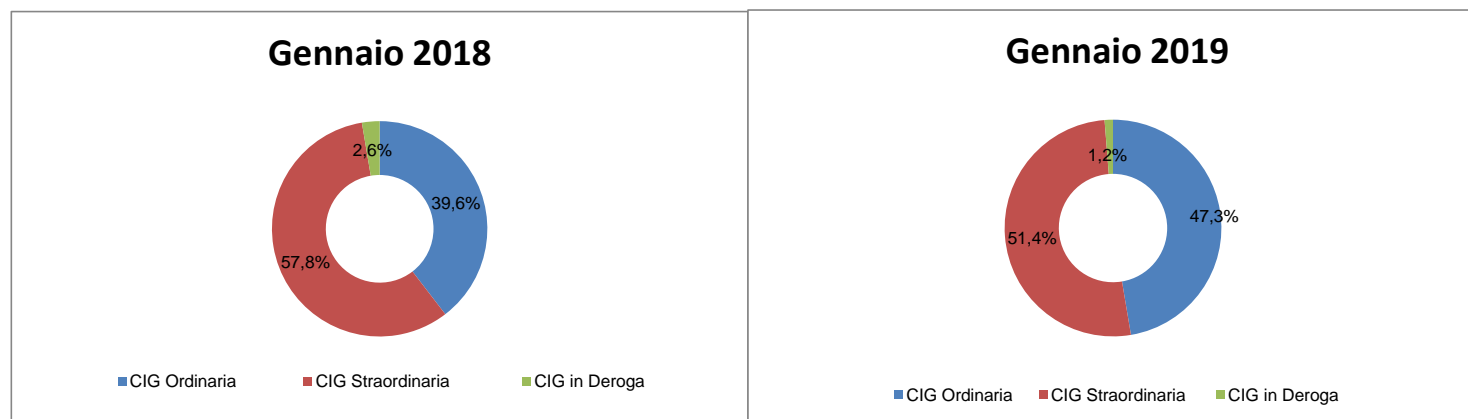 Gennaio 2018
2,6%
39,6%
57,8%
CIG Ordinaria CIG Straordinaria CIG in Deroga
Gennaio 2019
1,2%
47,3%
51,4%
CIG Ordinaria CIG Straordinaria CIG in Deroga